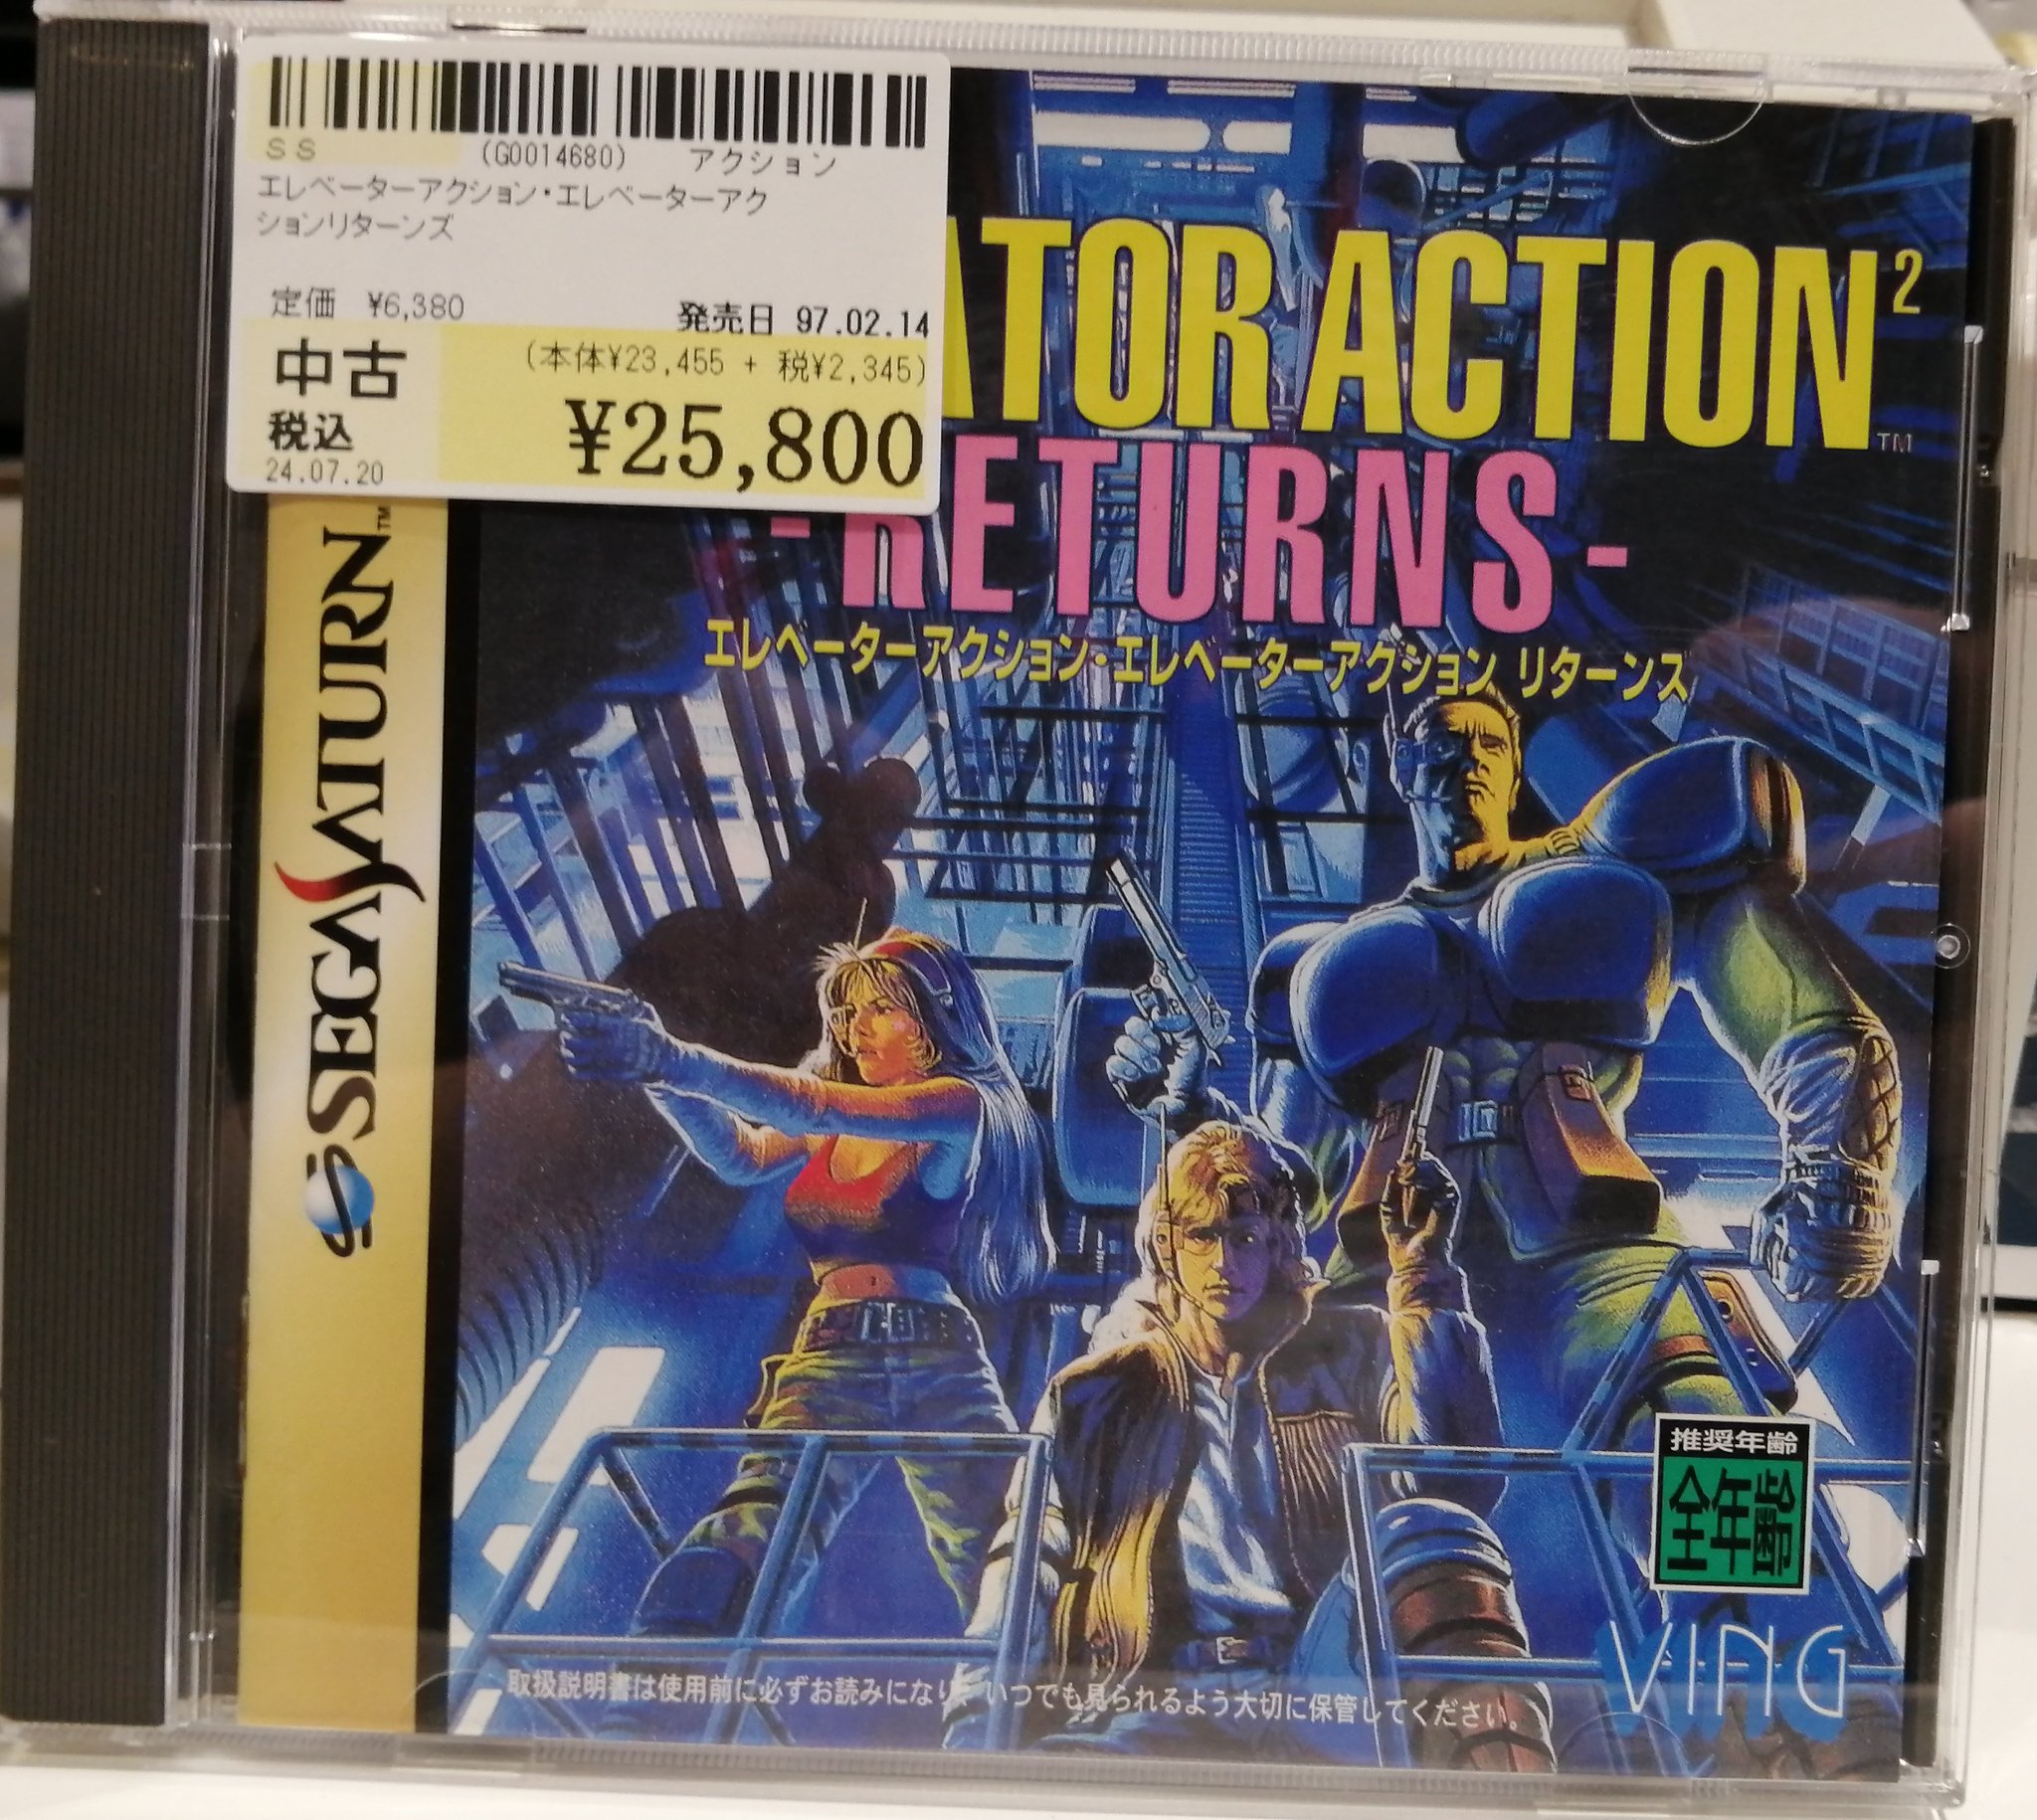 SS (G0014680) アクション
エレベーターアクション・エレベーターアク
ションリターンズ
定価 ¥6,380 発売日 97.02.14
中古 (本体¥23,455 + 税¥2,345)
税込 ¥25,800
24.07.20
ATOR ACTION²
TM
-RETURNS-
エレベーターアクション・エレベーターアクション リターンズ
SEGA SATURN TM
推奨年齢
全年齢
VING
取扱説明書は使用前に必ずお読みになり、いつでも見られるよう大切に保管してください。